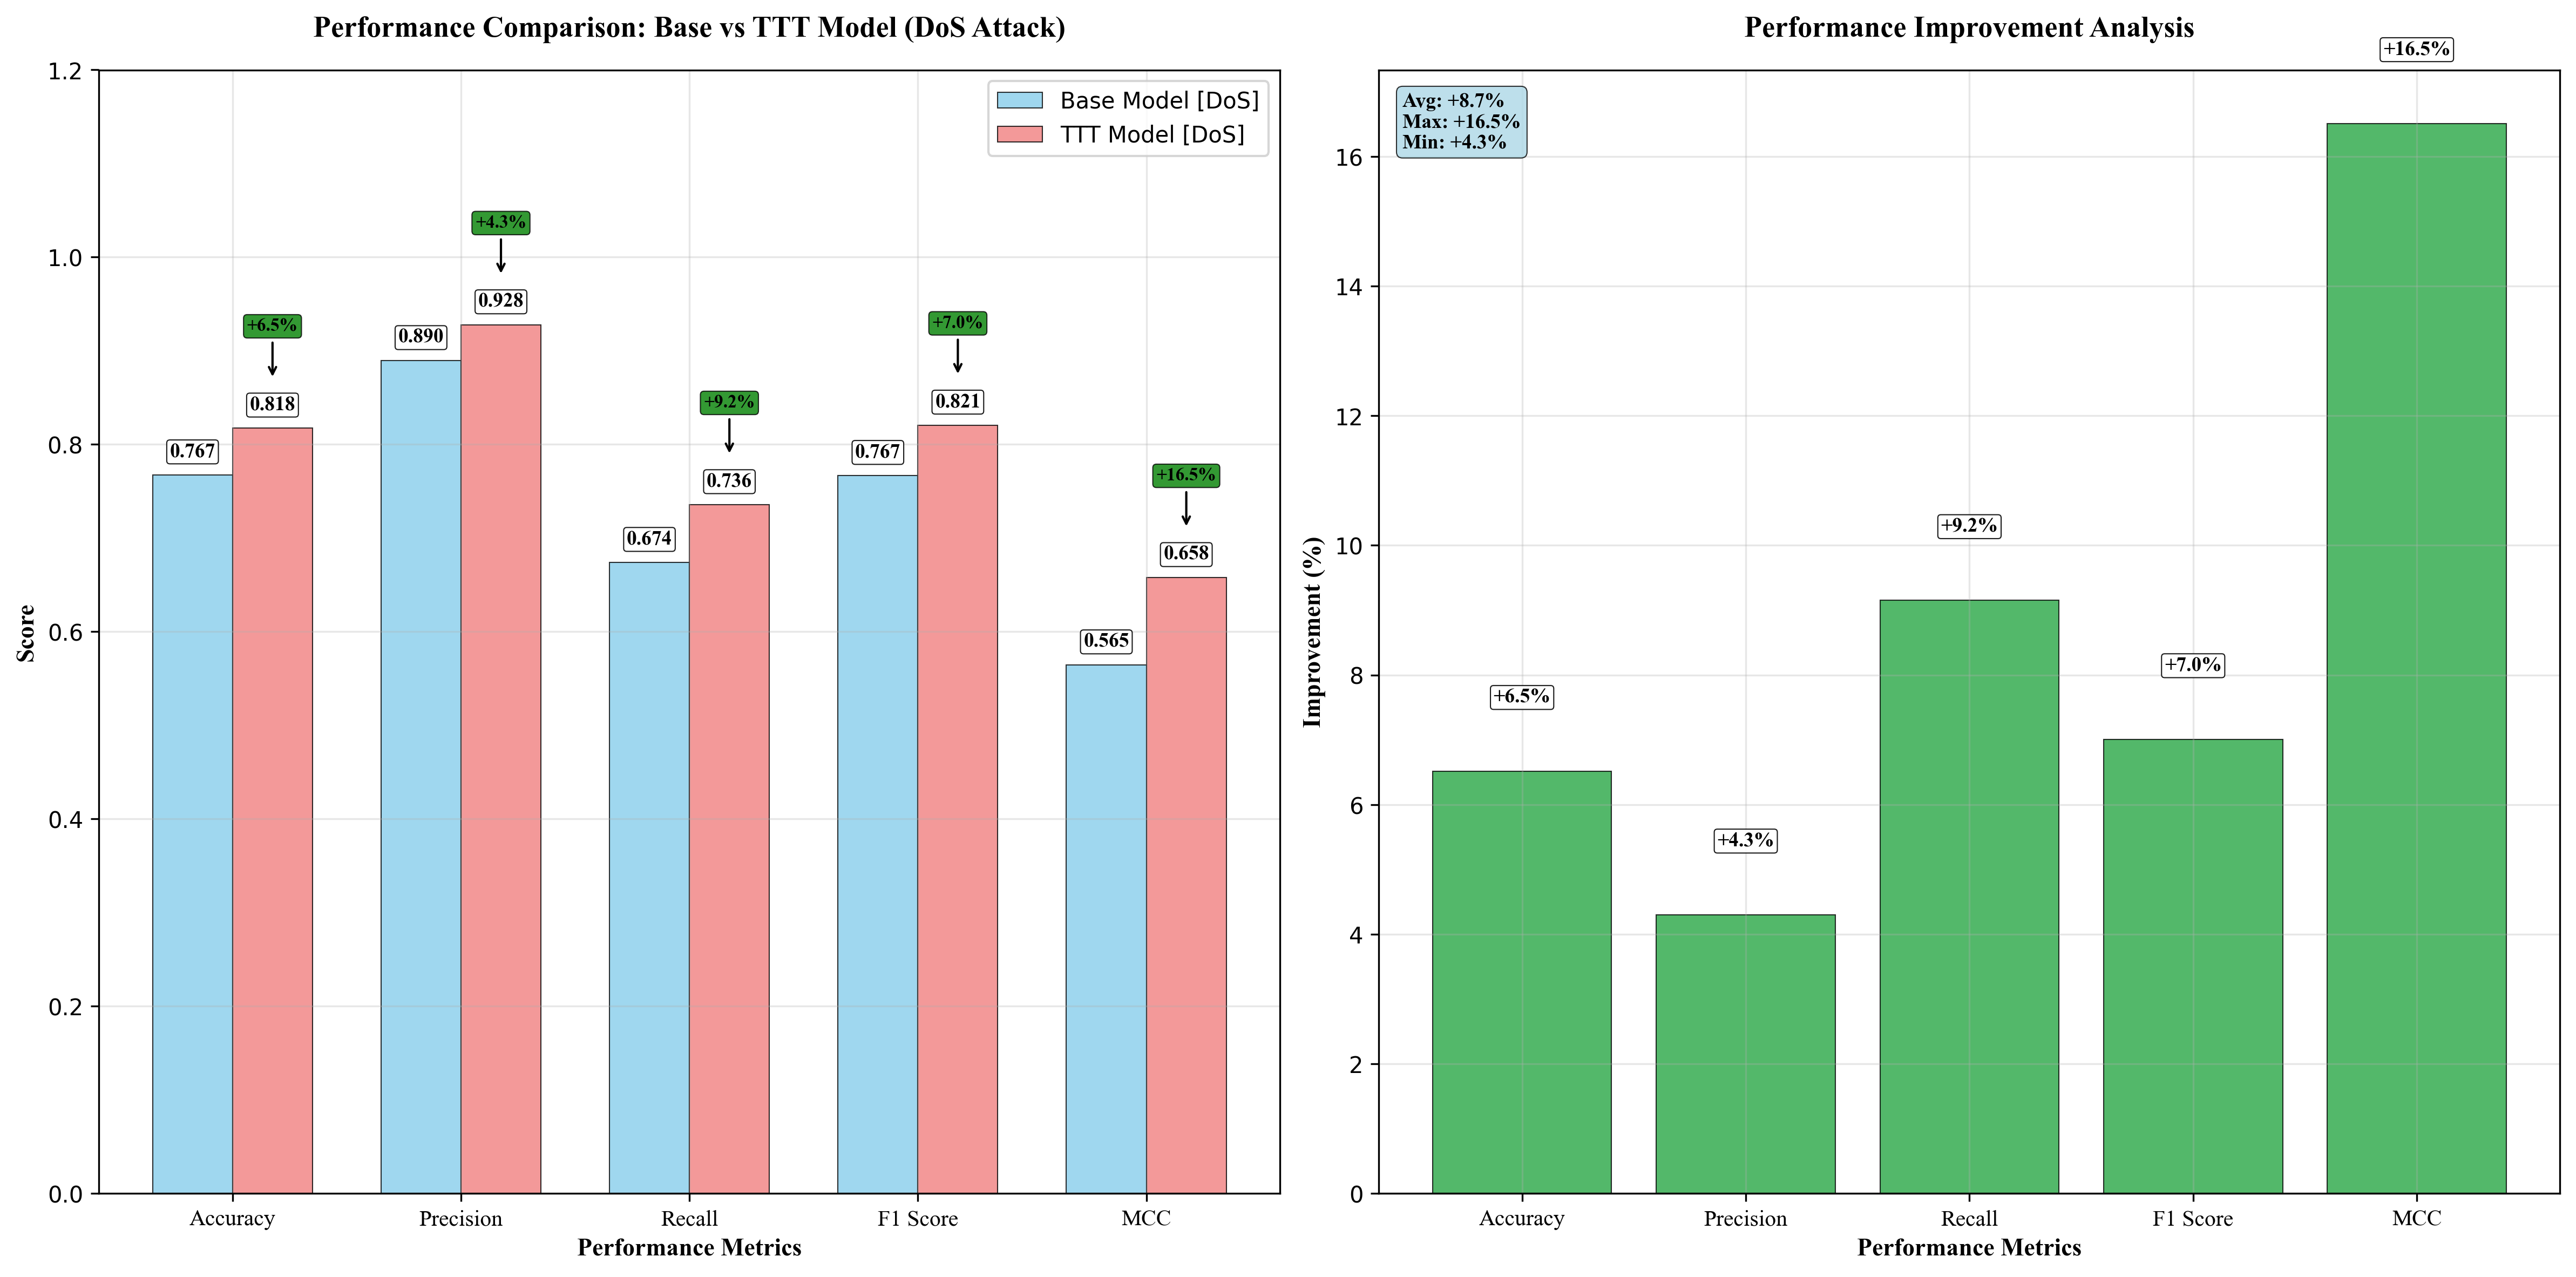 Performance Comparison: Base vs TTT Model (DoS Attack)
1.2
1.0
0.8
0.6
0.4
0.2
0.0
Score
Base Model [DoS]
TTT Model [DoS]
+6.5%
0.767
0.818
+4.3%
0.890
0.928
+9.2%
0.674
0.736
+7.0%
0.767
0.821
+16.5%
0.565
0.658
Accuracy
Precision
Recall
F1 Score
MCC
Performance Metrics
Performance Improvement Analysis
Avg: +8.7%
Max: +16.5%
Min: +4.3%
16
14
12
10
8
6
4
2
0
Improvement (%)
+6.5%
+4.3%
+9.2%
+7.0%
+16.5%
Accuracy
Precision
Recall
F1 Score
MCC
Performance Metrics